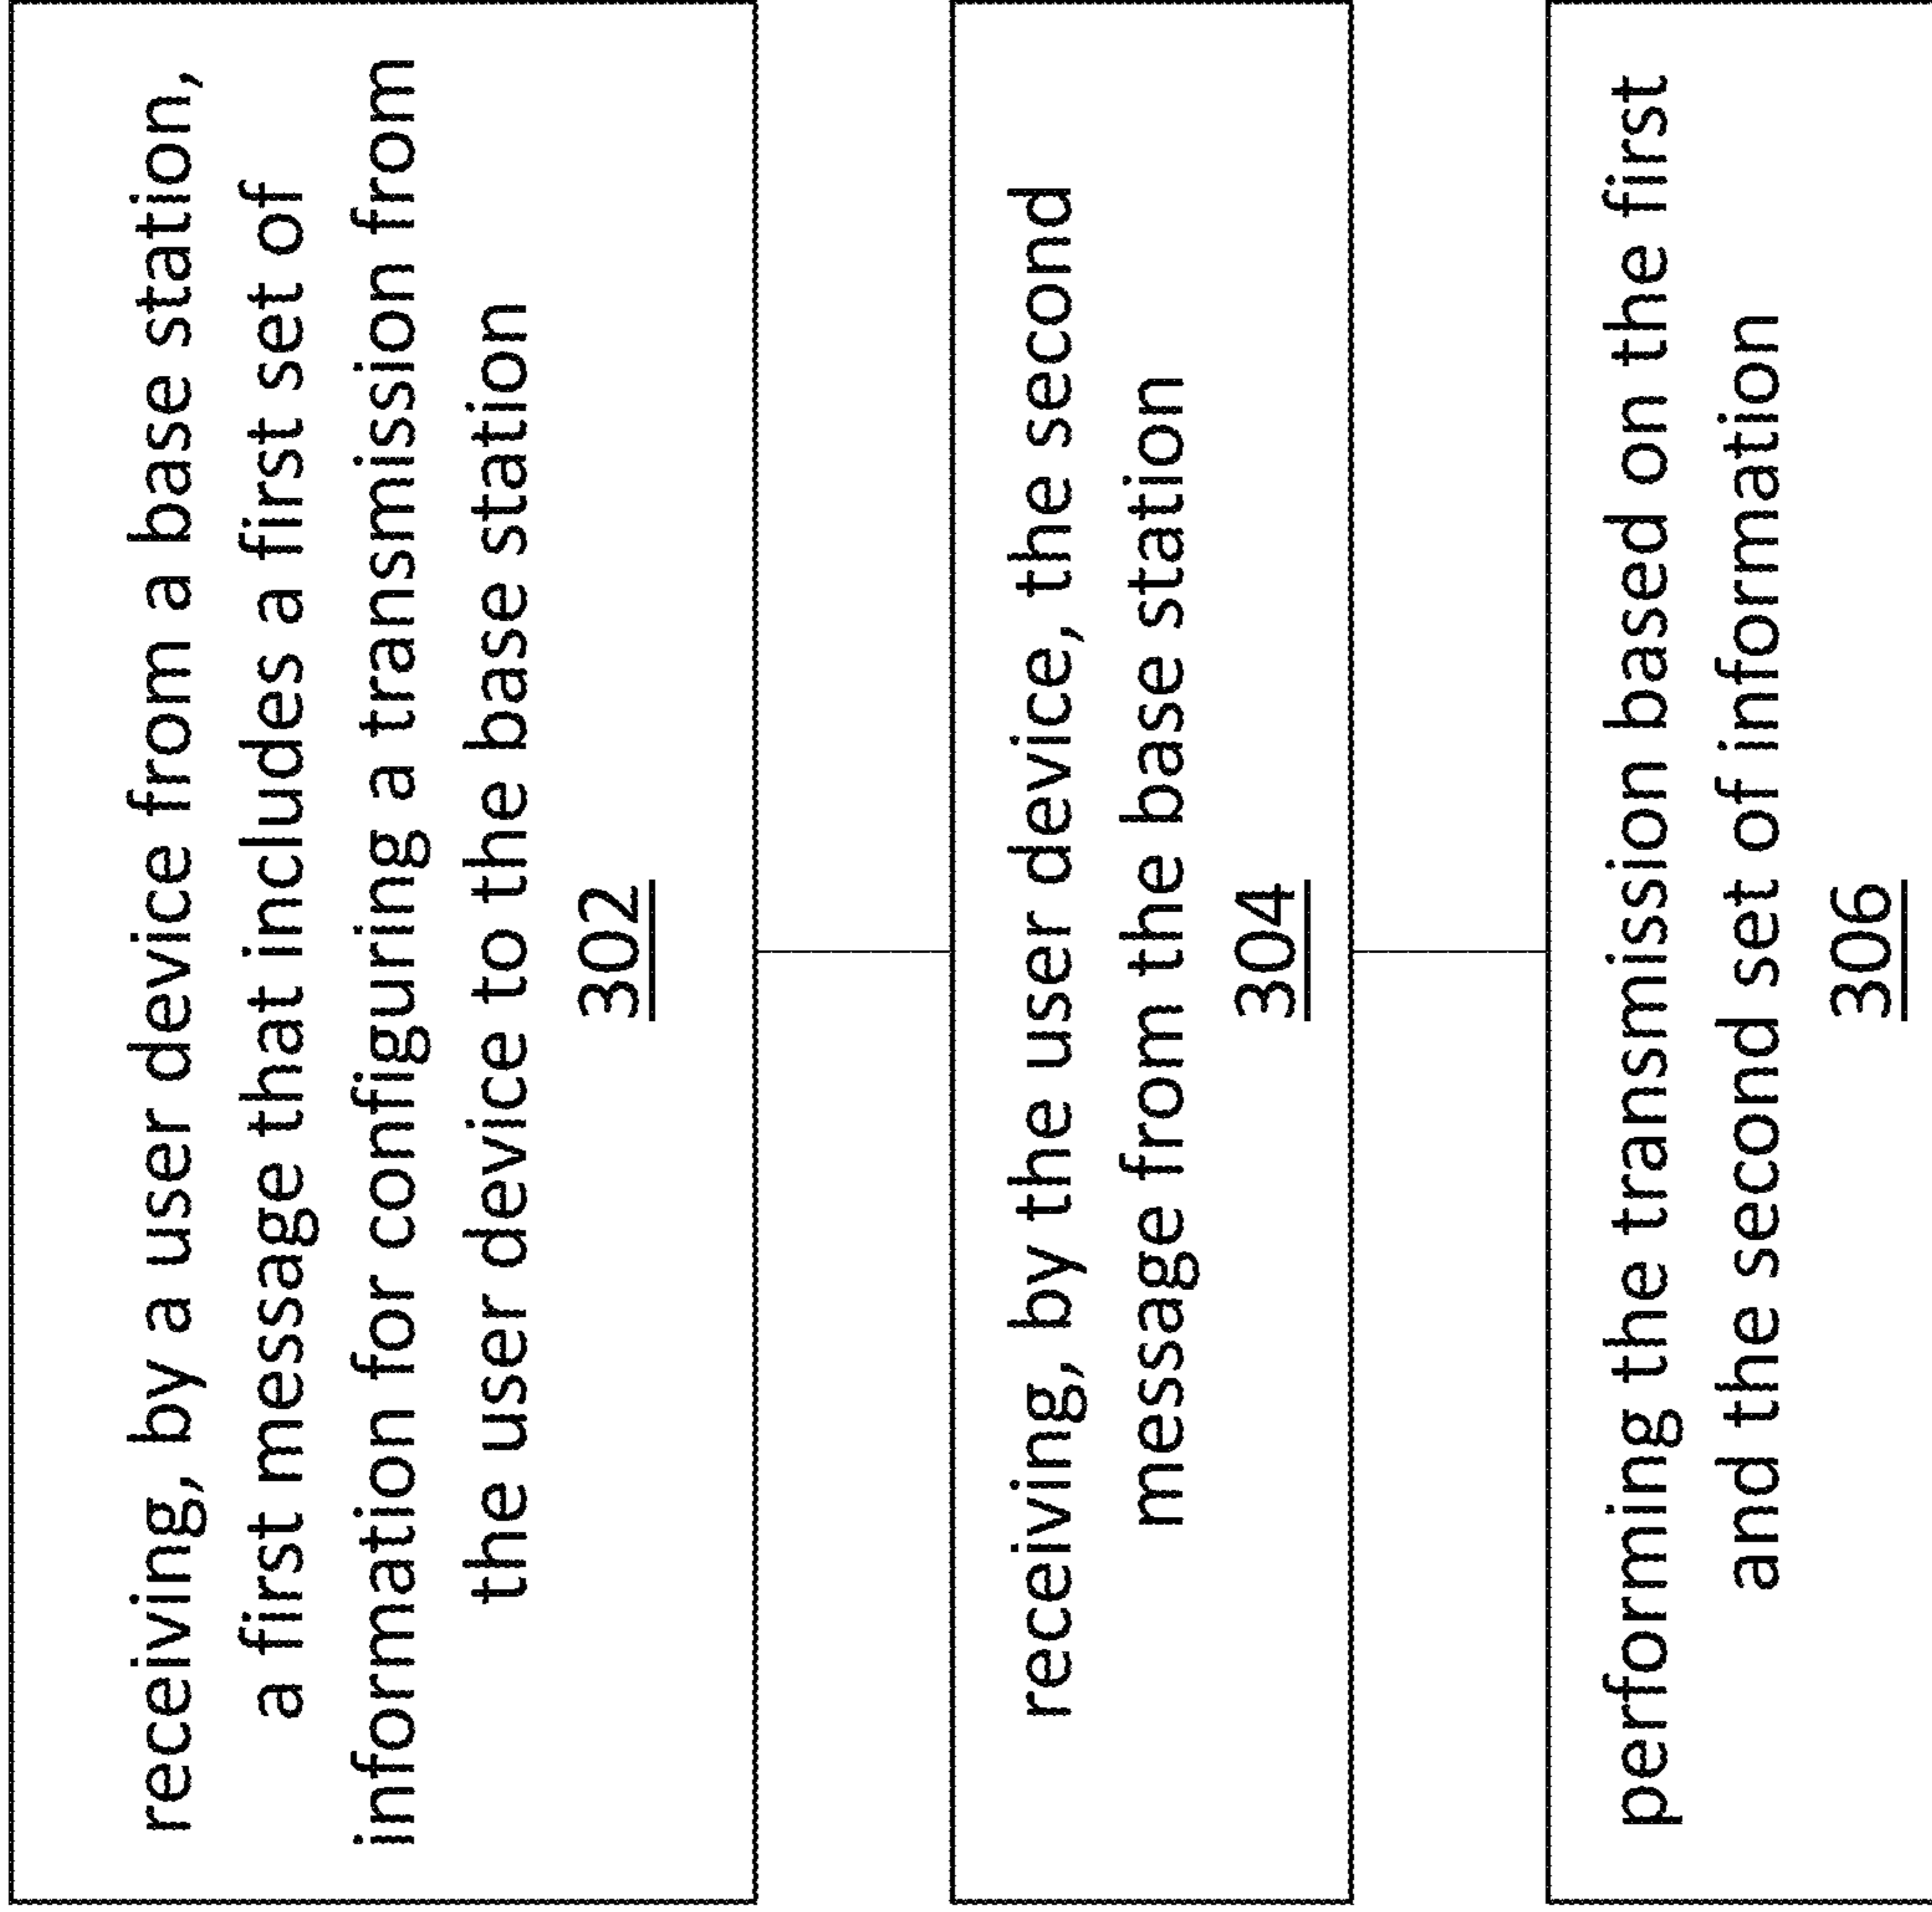 receiving, by a user device from a base station,
a first message that includes a first set of
information for configuring a transmission from
the user device to the base station
302
receiving, by the user device, the second
message from the base station
304
performing the transmission based on the first
and the second set of information
306